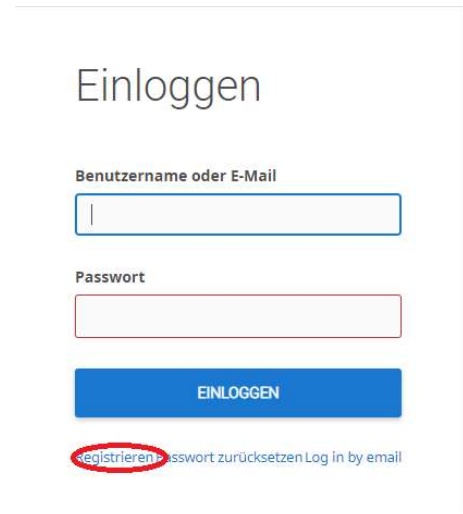 Einloggen
Benutzername oder E-Mail
Passwort
EINLOGGEN
Registrieren Passwort zurücksetzen Log in by email